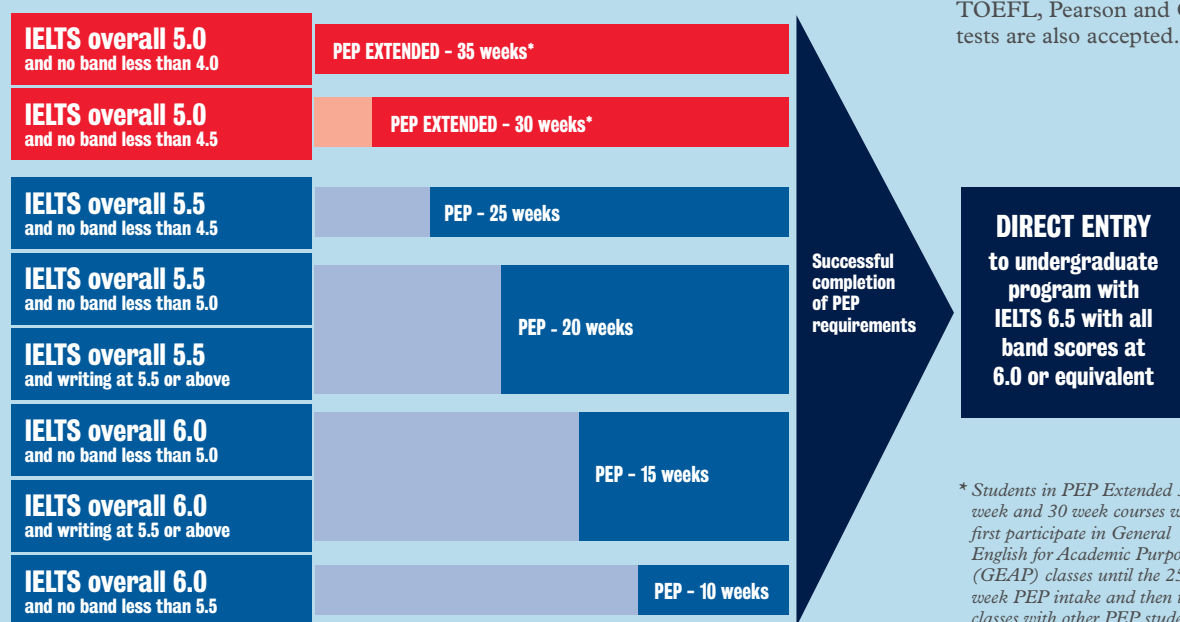 TOEFL, Pearson and
tests are also accepted.
IELTS overall 5.0
and no band less than 4.0
PEP EXTENDED – 35 weeks*
IELTS overall 5.0
and no band less than 4.5
PEP EXTENDED – 30 weeks*
IELTS overall 5.5
and no band less than 4.5
PEP – 25 weeks
IELTS overall 5.5
and no band less than 5.0
IELTS overall 5.5
and writing at 5.5 or above
PEP - 20 weeks
IELTS overall 6.0
and no band less than 5.0
IELTS overall 6.0
and writing at 5.5 or above
PEP – 15 weeks
IELTS overall 6.0
and no band less than 5.5
PEP – 10 weeks
Successful
completion
of PEP
requirements
DIRECT ENTRY
to undergraduate
program with
IELTS 6.5 with all
band scores at
6.0 or equivalent
* Students in PEP Extended
week and 30 week courses
first participate in General
English for Academic
(GEAP) classes until the
week PEP intake and then
classes with other PEP